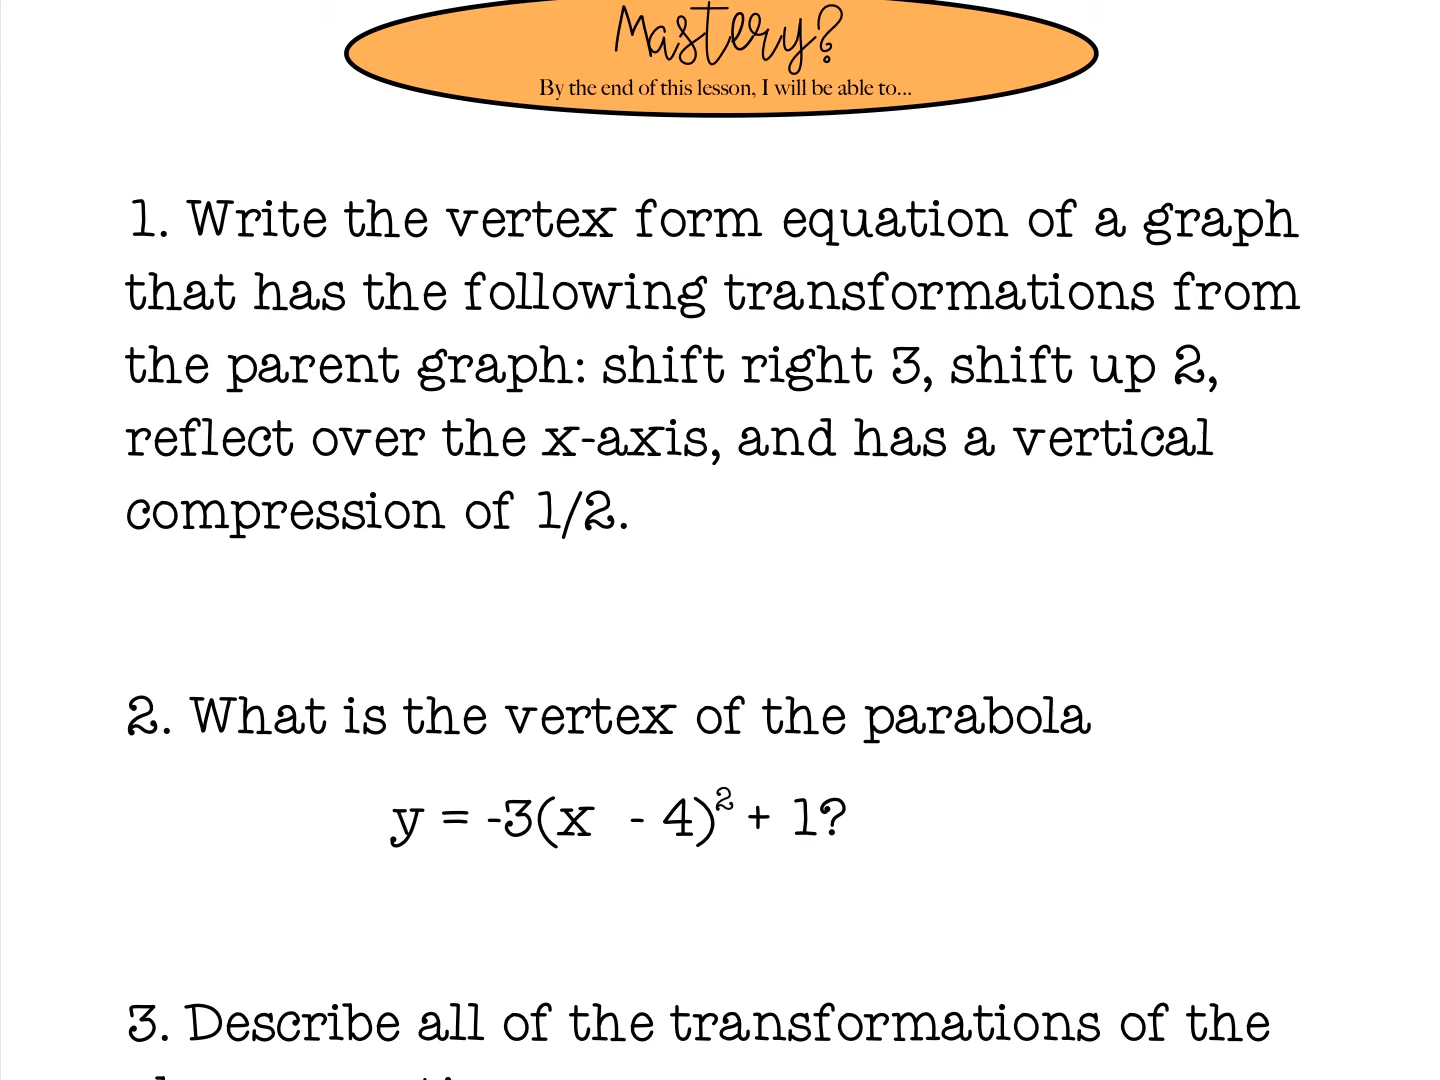 Mastery?
By the end of this lesson, I will be able to...
1. Write the vertex form equation of a graph
that has the following transformations from
the parent graph: shift right 3, shift up 2,
reflect over the x-axis, and has a vertical
compression of 1/2.
2. What is the vertex of the parabola
y = -3(x - 4)² + 1?
3. Describe all of the transformations of the